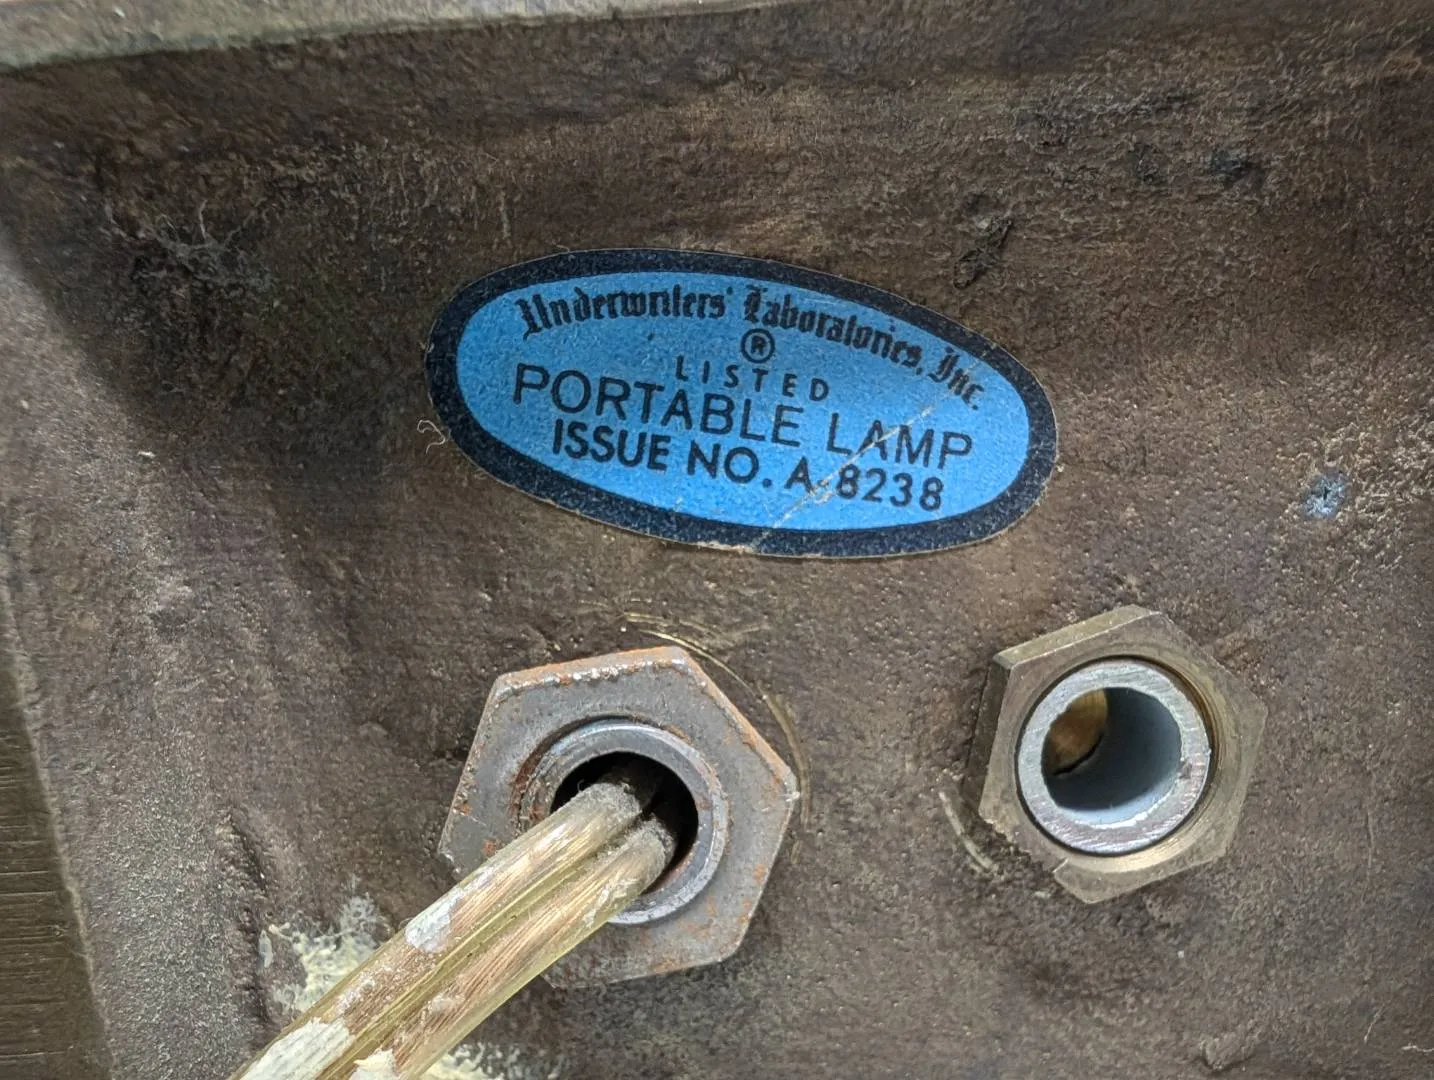 Underwriters' Laboratories, Inc.
®
LISTED
PORTABLE LAMP
ISSUE NO. A-8238